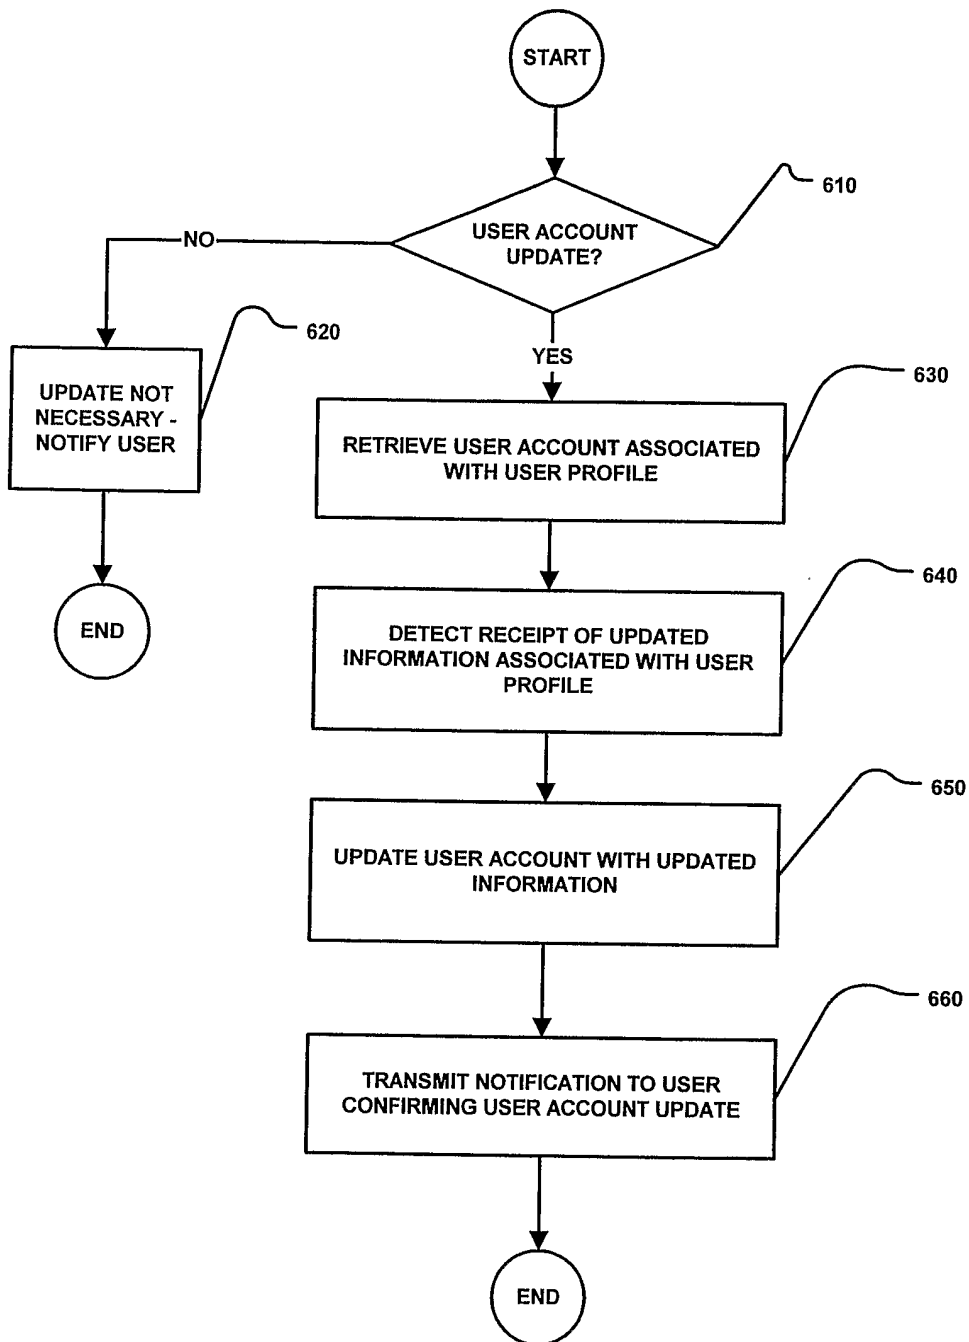 START
USER ACCOUNT
UPDATE?
610
NO
620
UPDATE NOT
NECESSARY -
NOTIFY USER
END
YES
630
RETRIEVE USER ACCOUNT ASSOCIATED
WITH USER PROFILE
640
DETECT RECEIPT OF UPDATED
INFORMATION ASSOCIATED WITH USER
PROFILE
650
UPDATE USER ACCOUNT WITH UPDATED
INFORMATION
660
TRANSMIT NOTIFICATION TO USER
CONFIRMING USER ACCOUNT UPDATE
END